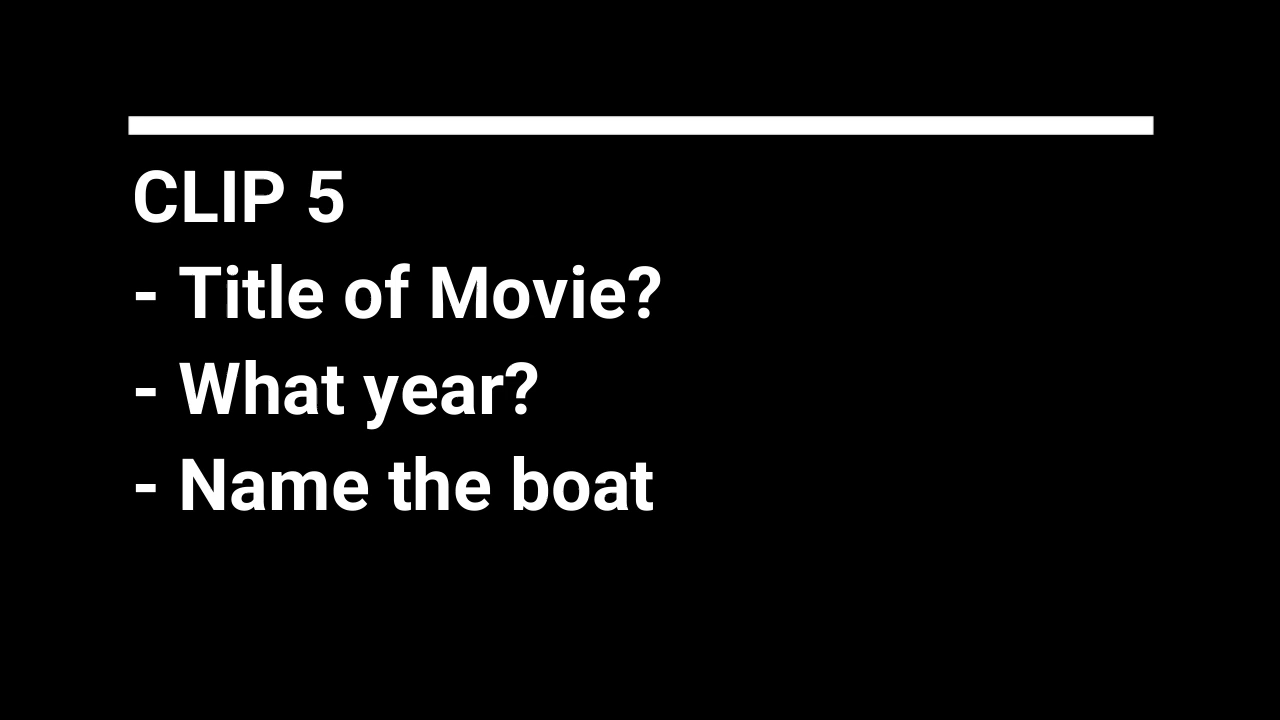 CLIP 5
- Title of Movie?
- What year?
- Name the boat